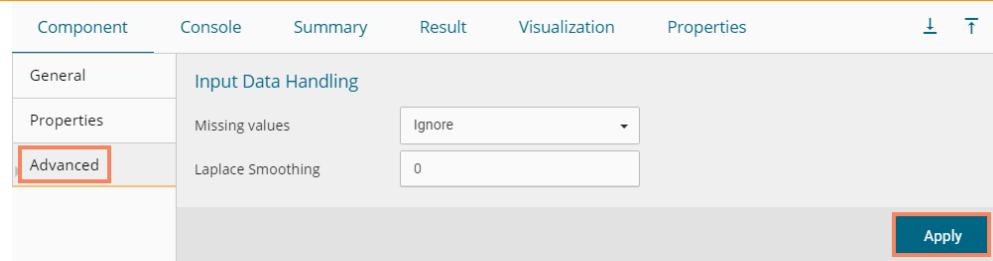 Component Console Summary Result Visualization Properties
General
Properties
Advanced
Input Data Handling
Missing values Ignore
Laplace Smoothing 0
Apply